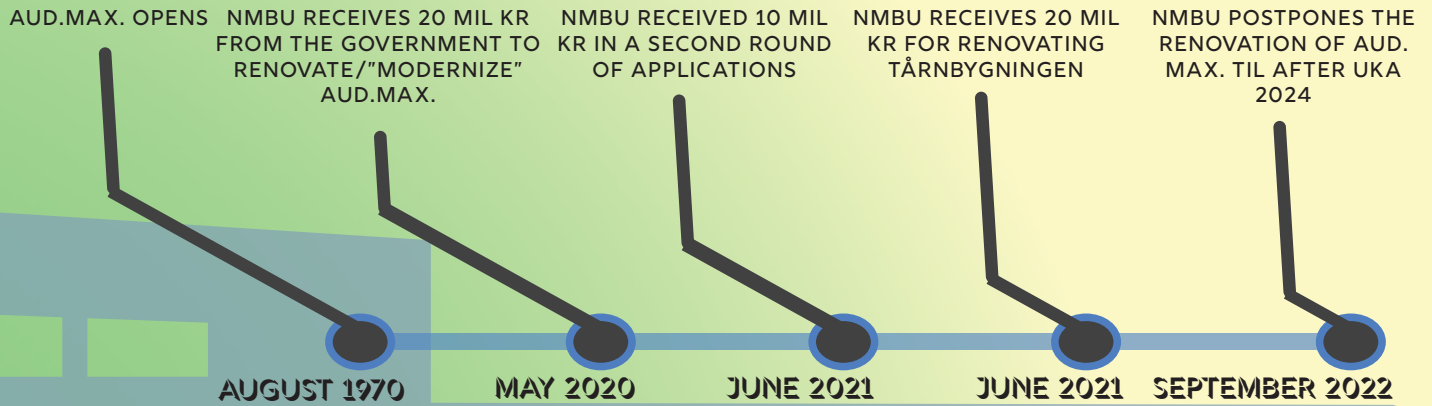 AUD.MAX. OPENS
NMBU RECEIVES 20 MIL KR
FROM THE GOVERNMENT TO
RENOVATE/"MODERNIZE"
AUD.MAX.
NMBU RECEIVED 10 MIL
KR IN A SECOND ROUND
OF APPLICATIONS
NMBU RECEIVES 20 MIL
KR FOR RENOVATING
TÅRNBYGNINGEN
NMBU POSTPONES THE
RENOVATION OF AUD.
MAX. TIL AFTER UKA
2024
AUGUST 1970
MAY 2020
JUNE 2021
JUNE 2021
SEPTEMBER 2022